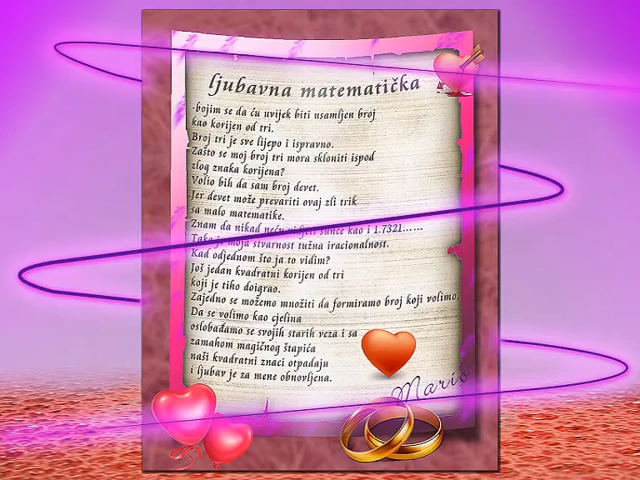 ljubavna matematička
-bojim se da ću uvijek biti usamljen broj
kao korijen od tri.
Broj tri je sve lijepo i ispravno.
Zašto se moj broj tri mora skloniti ispod
zlog znaka korijena?
Volio bih da sam broj devet.
Jer devet može prevariti ovaj zli trik
sa malo matematike.
Znam da nikad neću vidjeti sunce kao i 1.7321......
Tako je moja stvarnost tužna iracionalnost.
Kad odjednom što ja to vidim?
Još jedan kvadratni korijen od tri
koji je tiho doigrao.
Zajedno se možemo množiti da formiramo broj koji volimo.
Da se volimo kao cjelina
oslobađamo se svojih starih veza i sa
zamahom magičnog štapića
naši kvadratni znaci otpadaju
i ljubav je za mene obnovljena.
Mario